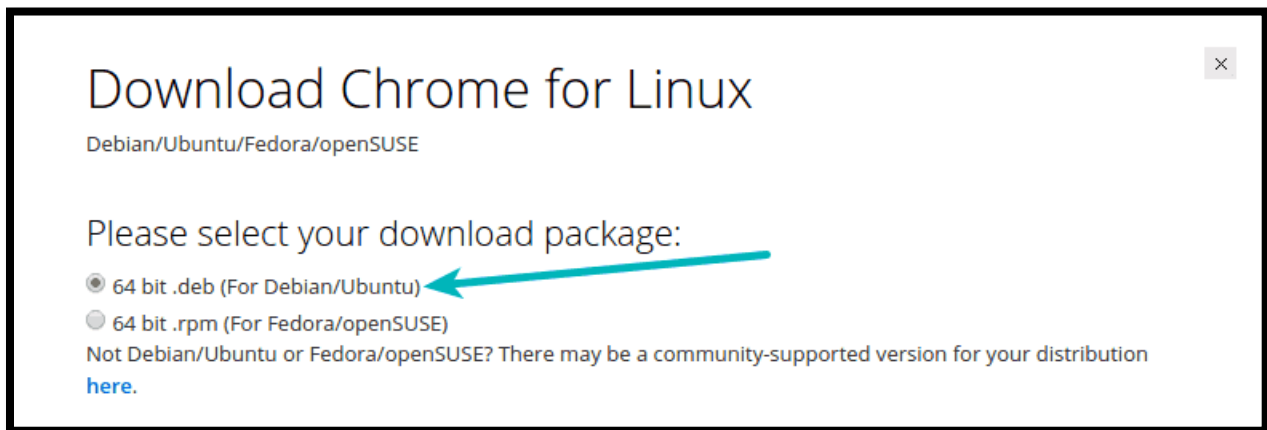 Download Chrome for Linux
Debian/Ubuntu/Fedora/openSUSE
Please select your download package:
64 bit .deb (For Debian/Ubuntu)
64 bit .rpm (For Fedora/openSUSE)
Not Debian/Ubuntu or Fedora/openSUSE? There may be a community-supported version for your distribution
here.